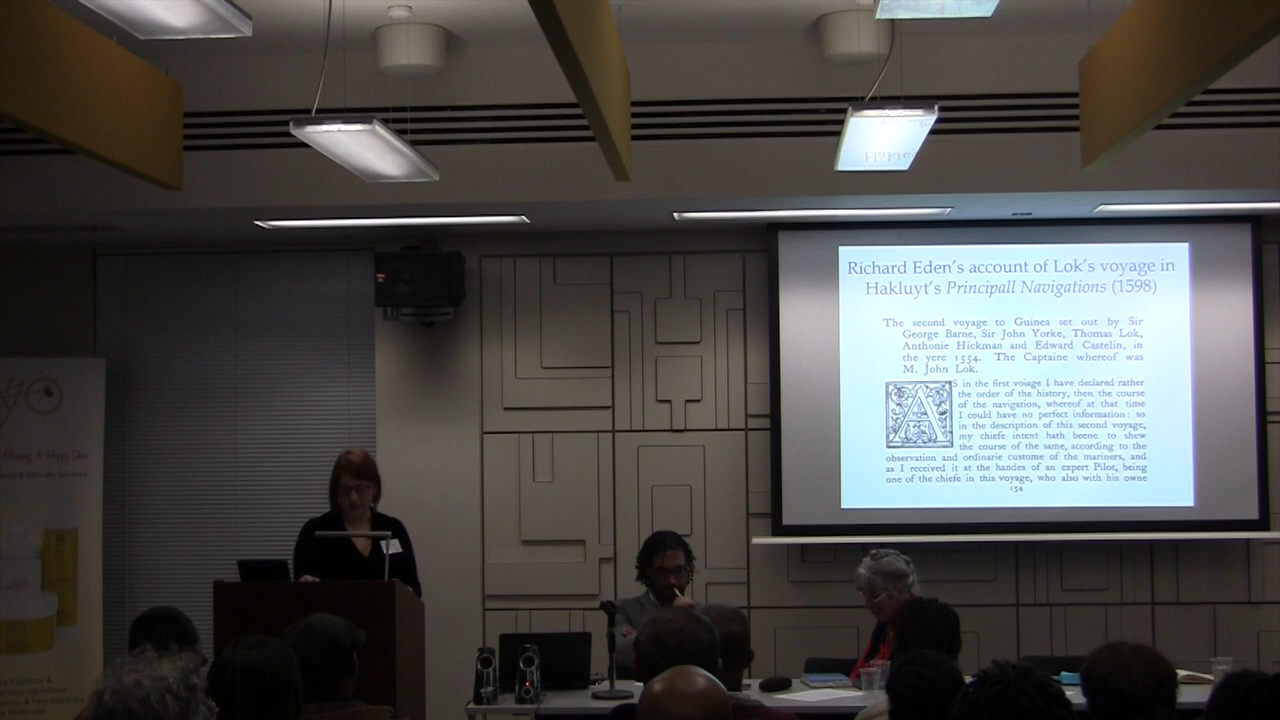 Richard Eden's account of Lok's voyage in
Hakluyt's Principall Navigations (1598)
The second voyage to Guinea set out by Sir
George Barne, Sir John Yorke, Thomas Lok,
Anthonie Hickman and Edward Castelin, in
the yere 1554. The Captaine whereof was
M. John Lok.
AS in the first voiage I have declared rather
the order of the history, then the course
of the navigation, whereof at that time
I could have no perfect information: so
in the description of this second voyage,
my chiefe intent hath beene to shew
the course of the same, according to the
observation and ordinarie custome of the mariners, and
as I received it at the handes of an expert Pilot, being
one of the chiefe in this voyage, who also with his owne
154
& Ethically Sourced